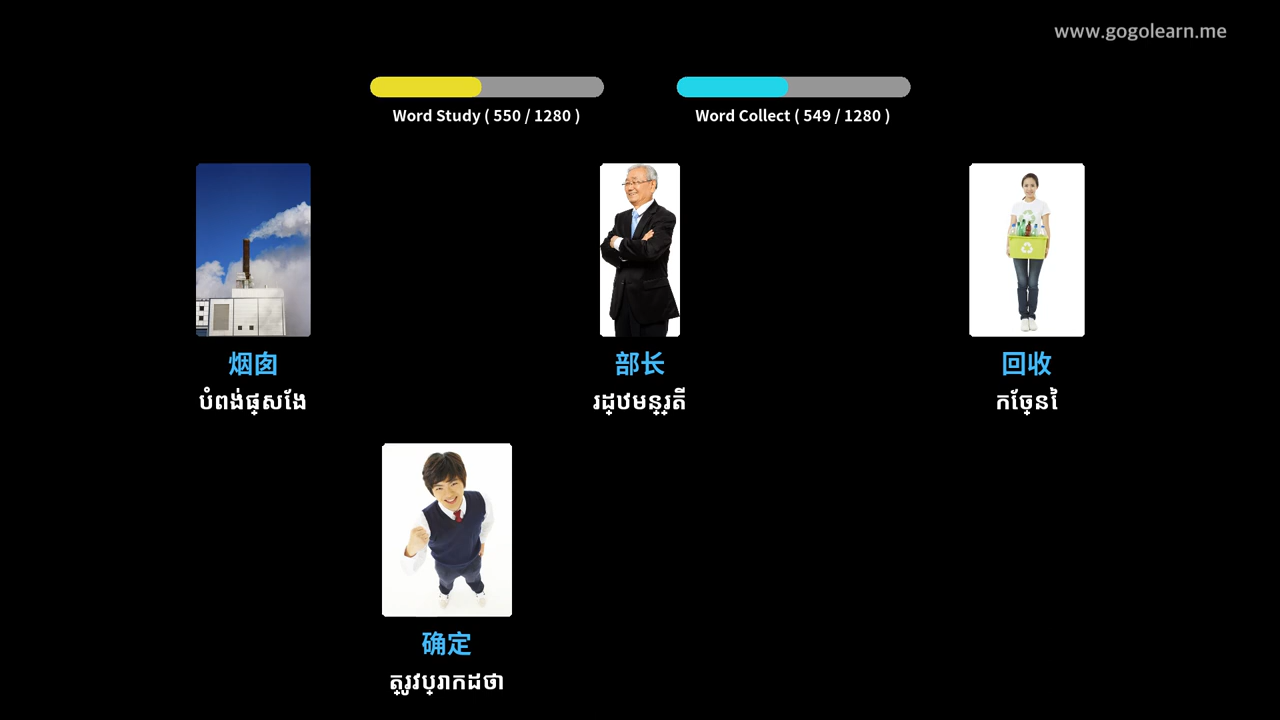 www.gogolearn.me
Word Study ( 550 / 1280 )
Word Collect ( 549 / 1280 )
烟囱
បំពង់ផ្សែង
部长
រដ្ឋមន្រ្តី
回收
កែច្នៃ
确定
ត្រូវប្រាកដថា